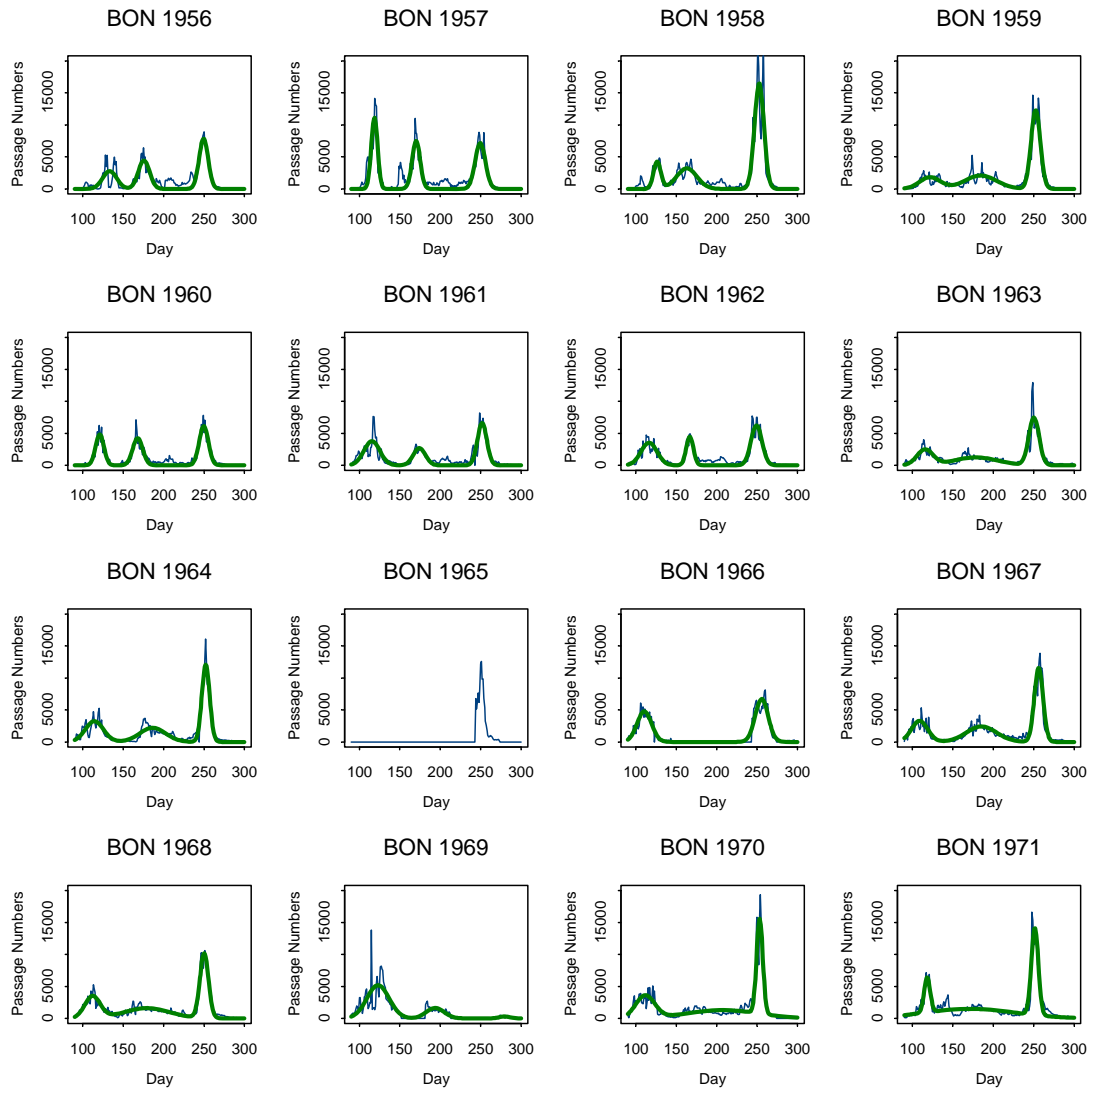 BON 1956 BON 1957 BON 1958 BON 1959
Passage Numbers 0 5000 15000 Passage Numbers 0 5000 15000 Passage Numbers 0 5000 15000 Passage Numbers 0 5000 15000
100 150 200 250 300 100 150 200 250 300 100 150 200 250 300 100 150 200 250 300
Day Day Day Day
BON 1960 BON 1961 BON 1962 BON 1963
Passage Numbers 0 5000 15000 Passage Numbers 0 5000 15000 Passage Numbers 0 5000 15000 Passage Numbers 0 5000 15000
100 150 200 250 300 100 150 200 250 300 100 150 200 250 300 100 150 200 250 300
Day Day Day Day
BON 1964 BON 1965 BON 1966 BON 1967
Passage Numbers 0 5000 15000 Passage Numbers 0 5000 15000 Passage Numbers 0 5000 15000 Passage Numbers 0 5000 15000
100 150 200 250 300 100 150 200 250 300 100 150 200 250 300 100 150 200 250 300
Day Day Day Day
BON 1968 BON 1969 BON 1970 BON 1971
Passage Numbers 0 5000 15000 Passage Numbers 0 5000 15000 Passage Numbers 0 5000 15000 Passage Numbers 0 5000 15000
100 150 200 250 300 100 150 200 250 300 100 150 200 250 300 100 150 200 250 300
Day Day Day Day